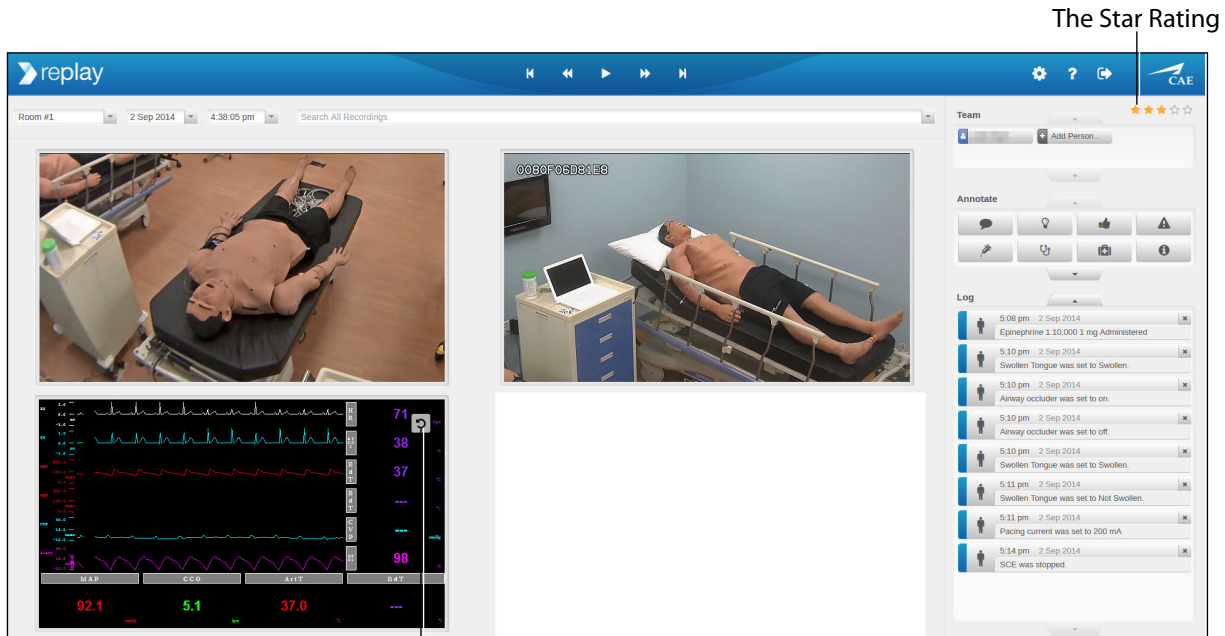 The Star Rating
replay
CAE
Room #1
2 Sep 2014
4:38:05 pm
Search All Recordings
Team
Add Person...
0080F06D81E8
Annotate
Log
5:08 pm 2 Sep 2014
Epinephrine 1:10,000 1 mg Administered
5:10 pm 2 Sep 2014
Swollen Tongue was set to Swollen.
5:10 pm 2 Sep 2014
Airway occluder was set to on.
5:10 pm 2 Sep 2014
Airway occluder was set to off.
5:10 pm 2 Sep 2014
Swollen Tongue was set to Swollen.
5:11 pm 2 Sep 2014
Swollen Tongue was set to Not Swollen.
5:11 pm 2 Sep 2014
Pacing current was set to 200 mA
5:14 pm 2 Sep 2014
SCE was stopped.
HR
71
38
BdT
37
BdT
---
CVP
---
98
MAP
CCO
ArtT
BdT
92.1
5.1
37.0
---